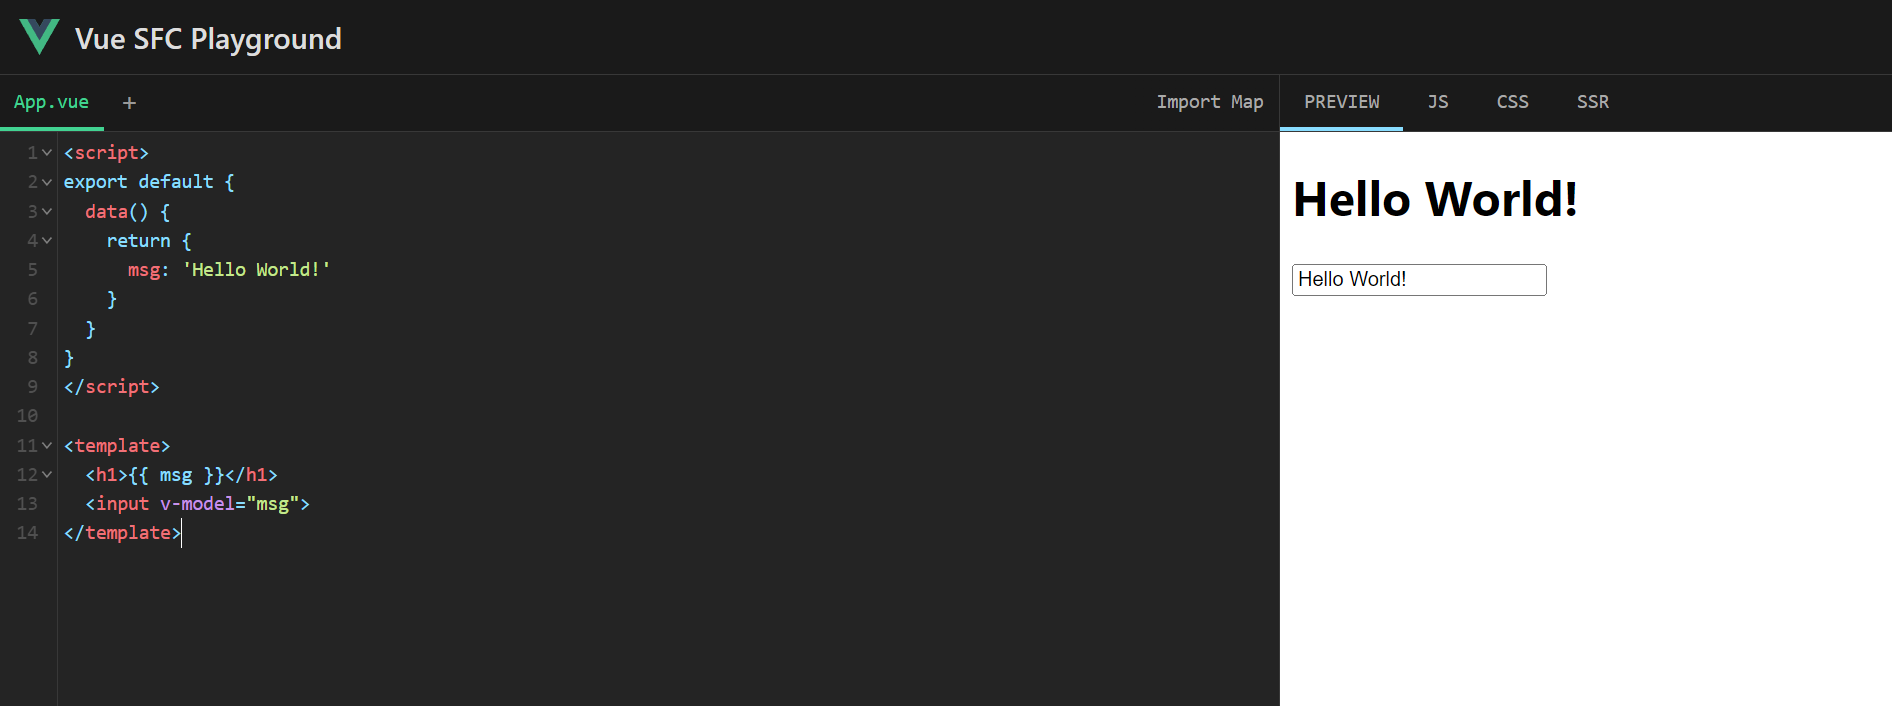 Vue SFC Playground
App.vue +
Import Map
PREVIEW JS CSS SSR
1 <script>
2 export default {
3   data() {
4     return {
5       msg: 'Hello World!'
6     }
7   }
8 }
9 </script>
10
11 <template>
12   <h1>{{ msg }}</h1>
13   <input v-model="msg">
14 </template>
Hello World!
Hello World!